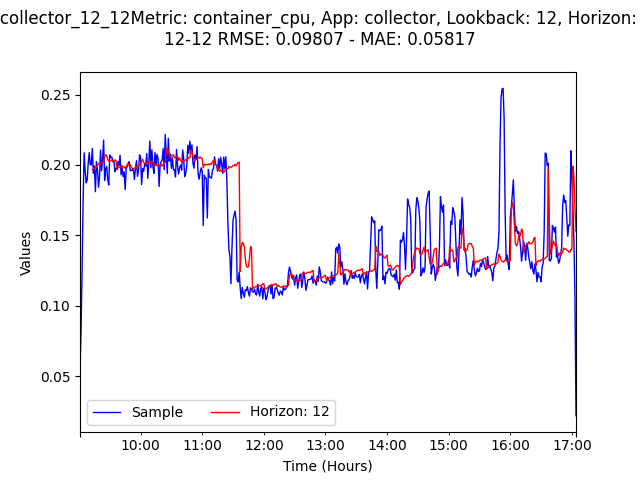 collector_12_12Metric: container_cpu, App: collector, Lookback: 12, Horizon:
12-12 RMSE: 0.09807 - MAE: 0.05817
0.25
0.20
0.15
0.10
0.05
Values
Sample
Horizon: 12
10:00 11:00 12:00 13:00 14:00 15:00 16:00 17:00
Time (Hours)